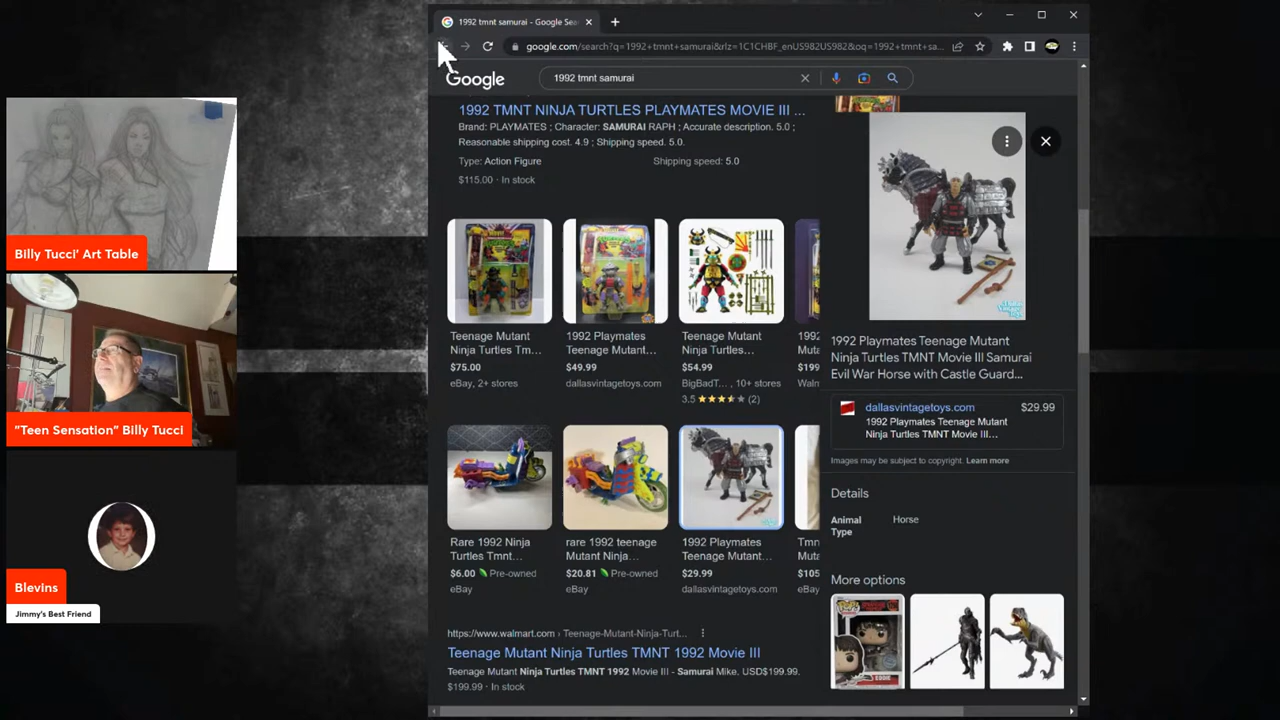 1992 tmnt samurai - Google Sea
google.com/search?q=1992+tmnt+samurai&rlz=1C1CHBF_enUS982US982&oq=1992+tmnt+sa...
Google
1992 tmnt samurai
1992 TMNT NINJA TURTLES PLAYMATES MOVIE III ...
Brand: PLAYMATES ; Character: SAMURAI RAPH ; Accurate description. 5.0 ;
Reasonable shipping cost. 4.9 ; Shipping speed. 5.0.
Type: Action Figure
Shipping speed: 5.0
$115.00 · In stock
Teenage Mutant
Ninja Turtles Tm...
$75.00
eBay, 2+ stores
1992 Playmates
Teenage Mutant...
$49.99
dallasvintagetoys.com
Teenage Mutant
Ninja Turtles...
$54.99
BigBadT..., 10+ stores
3.5
(2)
1992
Muta
$199
Walm
Rare 1992 Ninja
Turtles Tmnt...
$6.00
Pre-owned
eBay
rare 1992 teenage
Mutant Ninja...
$20.81
Pre-owned
eBay
1992 Playmates
Teenage Mutant...
$29.99
dallasvintagetoys.com
Tmn
Muta
$105
eBay
https://www.walmart.com › Teenage-Mutant-Ninja-Turt...
Teenage Mutant Ninja Turtles TMNT 1992 Movie III
Teenage Mutant Ninja Turtles TMNT 1992 Movie III - Samurai Mike. USD$199.99.
$199.99 · In stock
1992 Playmates Teenage Mutant
Ninja Turtles TMNT Movie III Samurai
Evil War Horse with Castle Guard...
dallasvintagetoys.com
$29.99
1992 Playmates Teenage Mutant
Ninja Turtles TMNT Movie III...
Images may be subject to copyright. Learn more
Details
Animal
Type
Horse
More options
Billy Tucci' Art Table
"Teen Sensation" Billy Tucci
Blevins
Jimmy's Best Friend